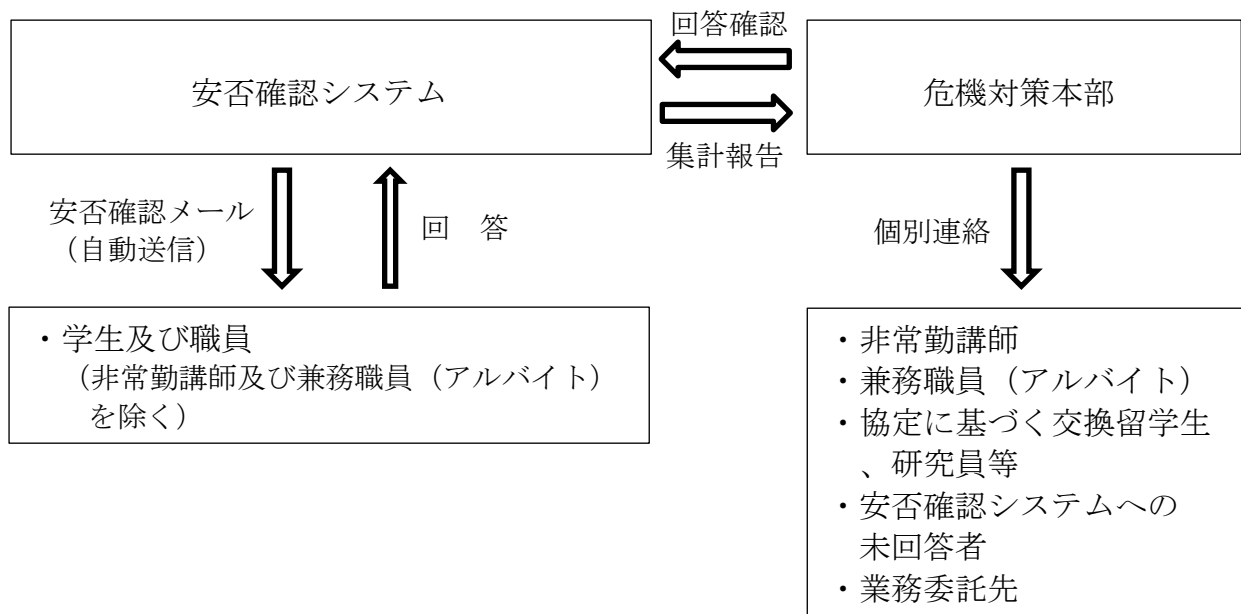 回答確認
安否確認システム
危機対策本部
集計報告
安否確認メール
（自動送信）
回　答
個別連絡
・学生及び職員
（非常勤講師及び兼務職員（アルバイト）
を除く）
・非常勤講師
・兼務職員（アルバイト）
・協定に基づく交換留学生
、研究員等
・安否確認システムへの
未回答者
・業務委託先